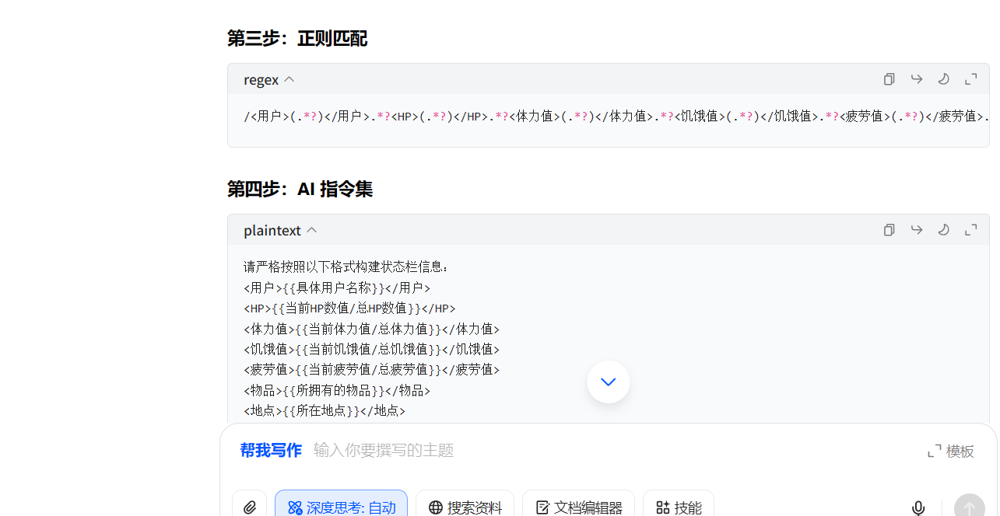 第三步：正则匹配
regex
/<用户>(.*?)</用户>.*?<HP>(.*?)</HP>.*?<体力值>(.*?)</体力值>.*?<饥饿值>(.*?)</饥饿值>.*?<疲劳值>(.*?)</疲劳值>.
第四步：AI 指令集
plaintext
请严格按照以下格式构建状态栏信息：
<用户>{{具体用户名称}}</用户>
<HP>{{当前HP数值/总HP数值}}</HP>
<体力值>{{当前体力值/总体力值}}</体力值>
<饥饿值>{{当前饥饿值/总饥饿值}}</饥饿值>
<疲劳值>{{当前疲劳值/总疲劳值}}</疲劳值>
<物品>{{所拥有的物品}}</物品>
<地点>{{所在地点}}</地点>
帮我写作 输入你要撰写的主题 模板
深度思考: 自动 搜索资料 文档编辑器 技能